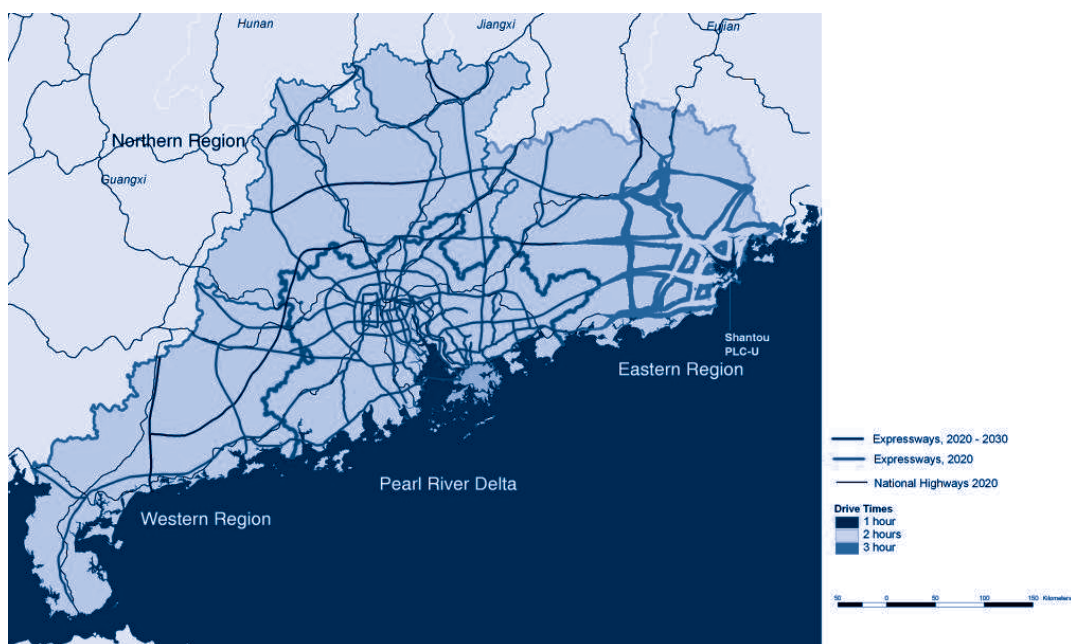 Hunan
Jiangxi
Fujian
Northern Region
Guangxi
Shantou
PLC-U
Eastern Region
Pearl River Delta
Western Region
Expressways, 2020 - 2030
Expressways, 2020
National Highways 2020
Drive Times
1 hour
2 hours
3 hour
50 0 50 100 150 Kilometers